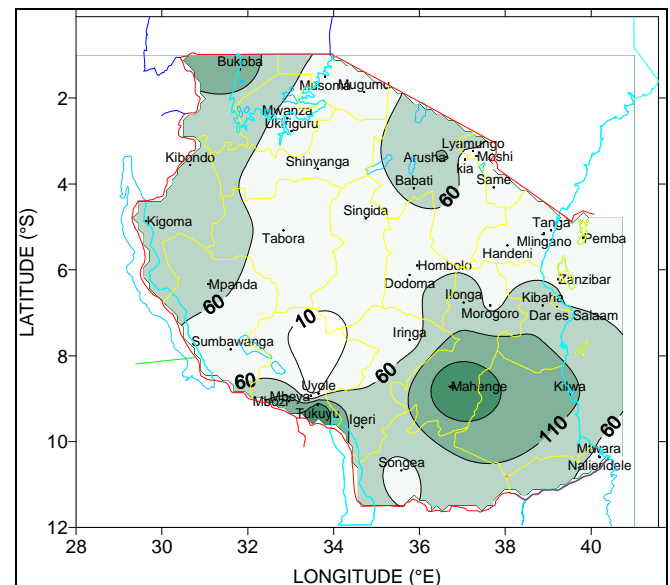 Bukoba
Musoma
Mugumu
2
Mwanza
Ukiriguru
Lyamungo
Kibondo
Shinyanga
Arusha
Moshi
kia
4
Babati
Same
60
Kigoma
Singida
Tanga
Tabora
Mlingano
Pemba
Handeni
LATITUDE (°S)
6
Hombolo
Dodoma
Zanzibar
Mpanda
60
Ilonga
Kibaha
10
Morogoro
Dar es Salaam
Sumbawanga
Iringa
8
60
60
Uyole
Mahenge
Kilwa
Mbeya
Mbozi
Tukuyu
Igeri
110
60
10
Mtwara
Songea
Naliendele
12
28 30 32 34 36 38 40
LONGITUDE (°E)